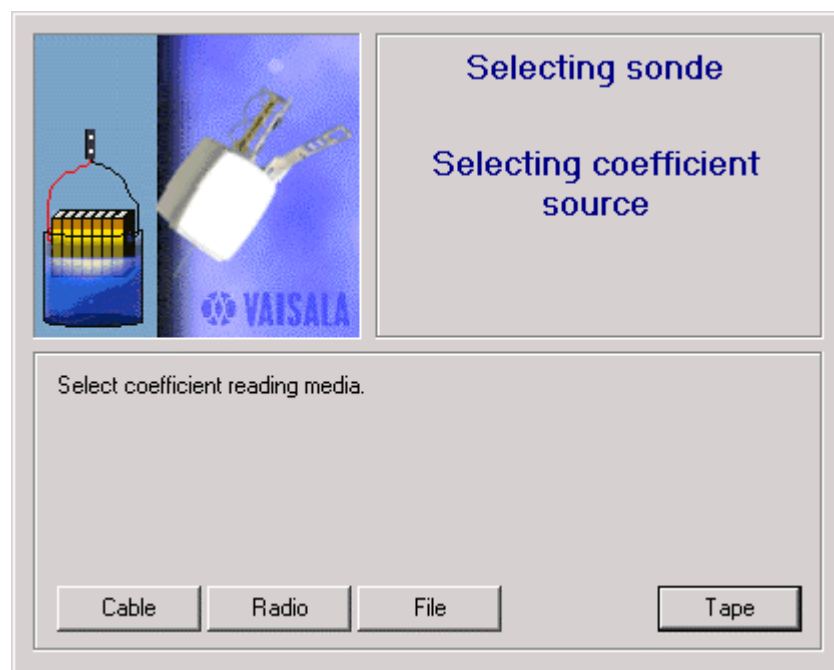 Selecting sonde
Selecting coefficient
source
VAISALA
Select coefficient reading media.
Cable
Radio
File
Tape